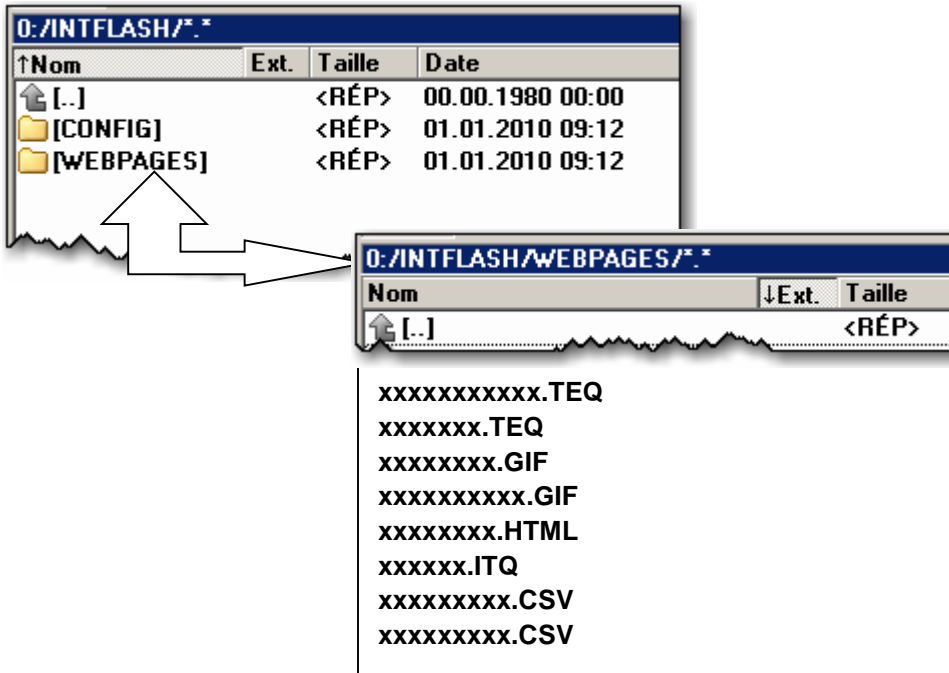 0:/INTFLASH/*.*
↑Nom Ext. Taille Date
[..] <RÉP> 00.00.1980 00:00
[CONFIG] <RÉP> 01.01.2010 09:12
[WEBPAGES] <RÉP> 01.01.2010 09:12
0:/INTFLASH/WEBPAGES/*.*
Nom ↓Ext. Taille
[..] <RÉP>
xxxxxxxxxxx.TEQ
xxxxxxx.TEQ
xxxxxxxx.GIF
xxxxxxxxxx.GIF
xxxxxxxx.HTML
xxxxxx.ITQ
xxxxxxxxx.CSV
xxxxxxxxx.CSV